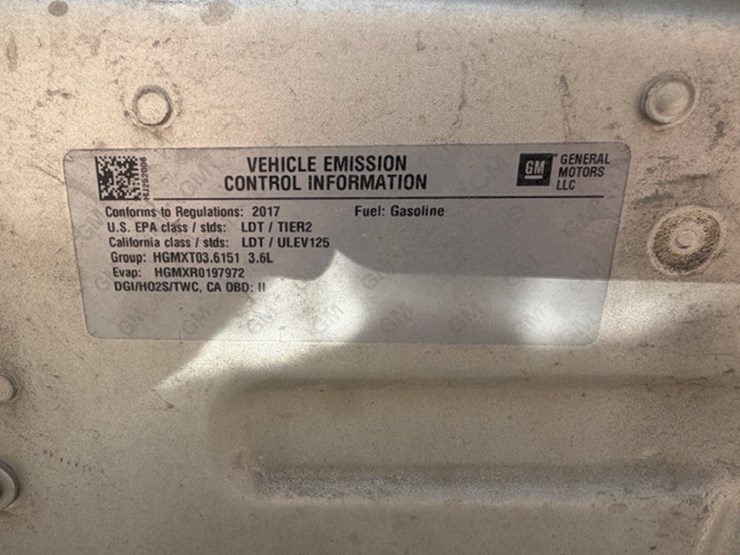 VEHICLE EMISSION
CONTROL INFORMATION
GM
GENERAL
MOTORS
LLC
Conforms to Regulations: 2017 Fuel: Gasoline
U.S. EPA class / stds: LDT / TIER2
California class / stds: LDT / ULEV125
Group: HGMXT03.6151 3.6L
Evap: HGMXR0197972
DGI/HO2S/TWC, CA OBD: II